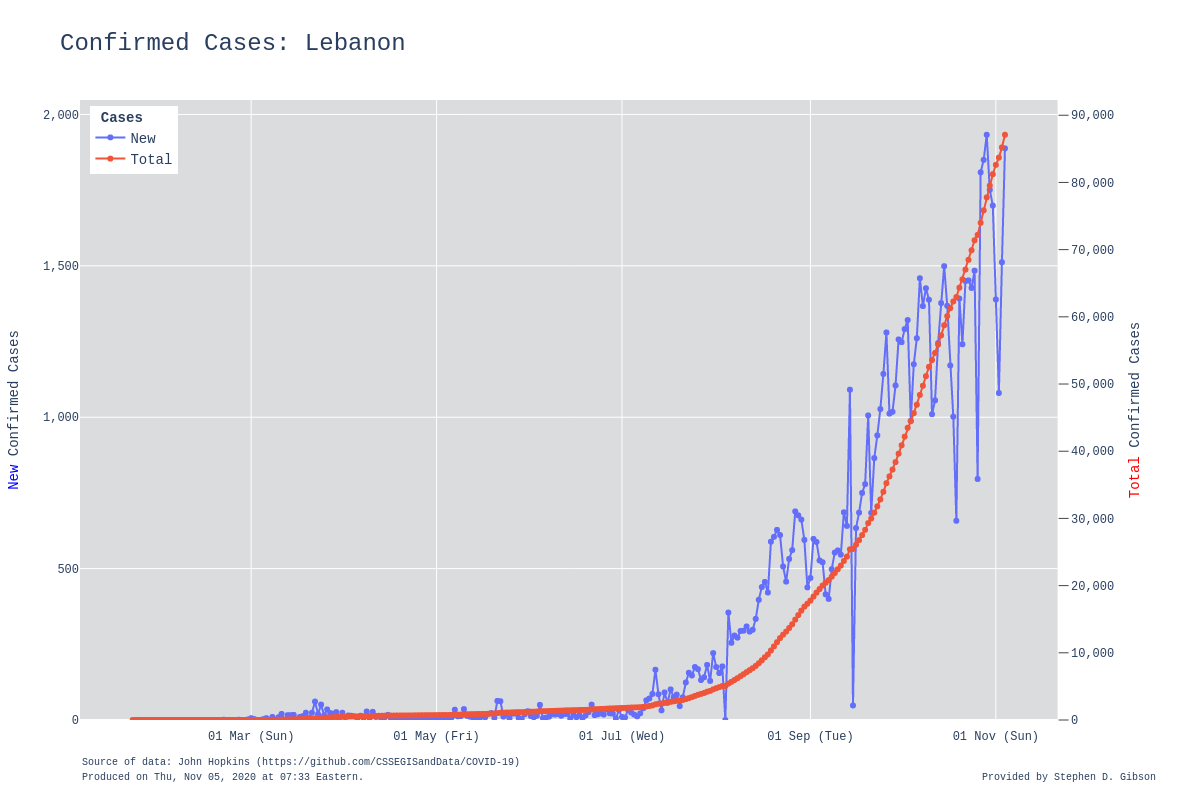 Confirmed Cases: Lebanon
Cases
New
Total
2,000
1,500
1,000
500
0
90,000
80,000
70,000
60,000
50,000
40,000
30,000
20,000
10,000
0
New Confirmed Cases
Total Confirmed Cases
01 Mar (Sun)
01 May (Fri)
01 Jul (Wed)
01 Sep (Tue)
01 Nov (Sun)
Source of data: John Hopkins (https://github.com/CSSEGISandData/COVID-19)
Produced on Thu, Nov 05, 2020 at 07:33 Eastern.
Provided by Stephen D. Gibson